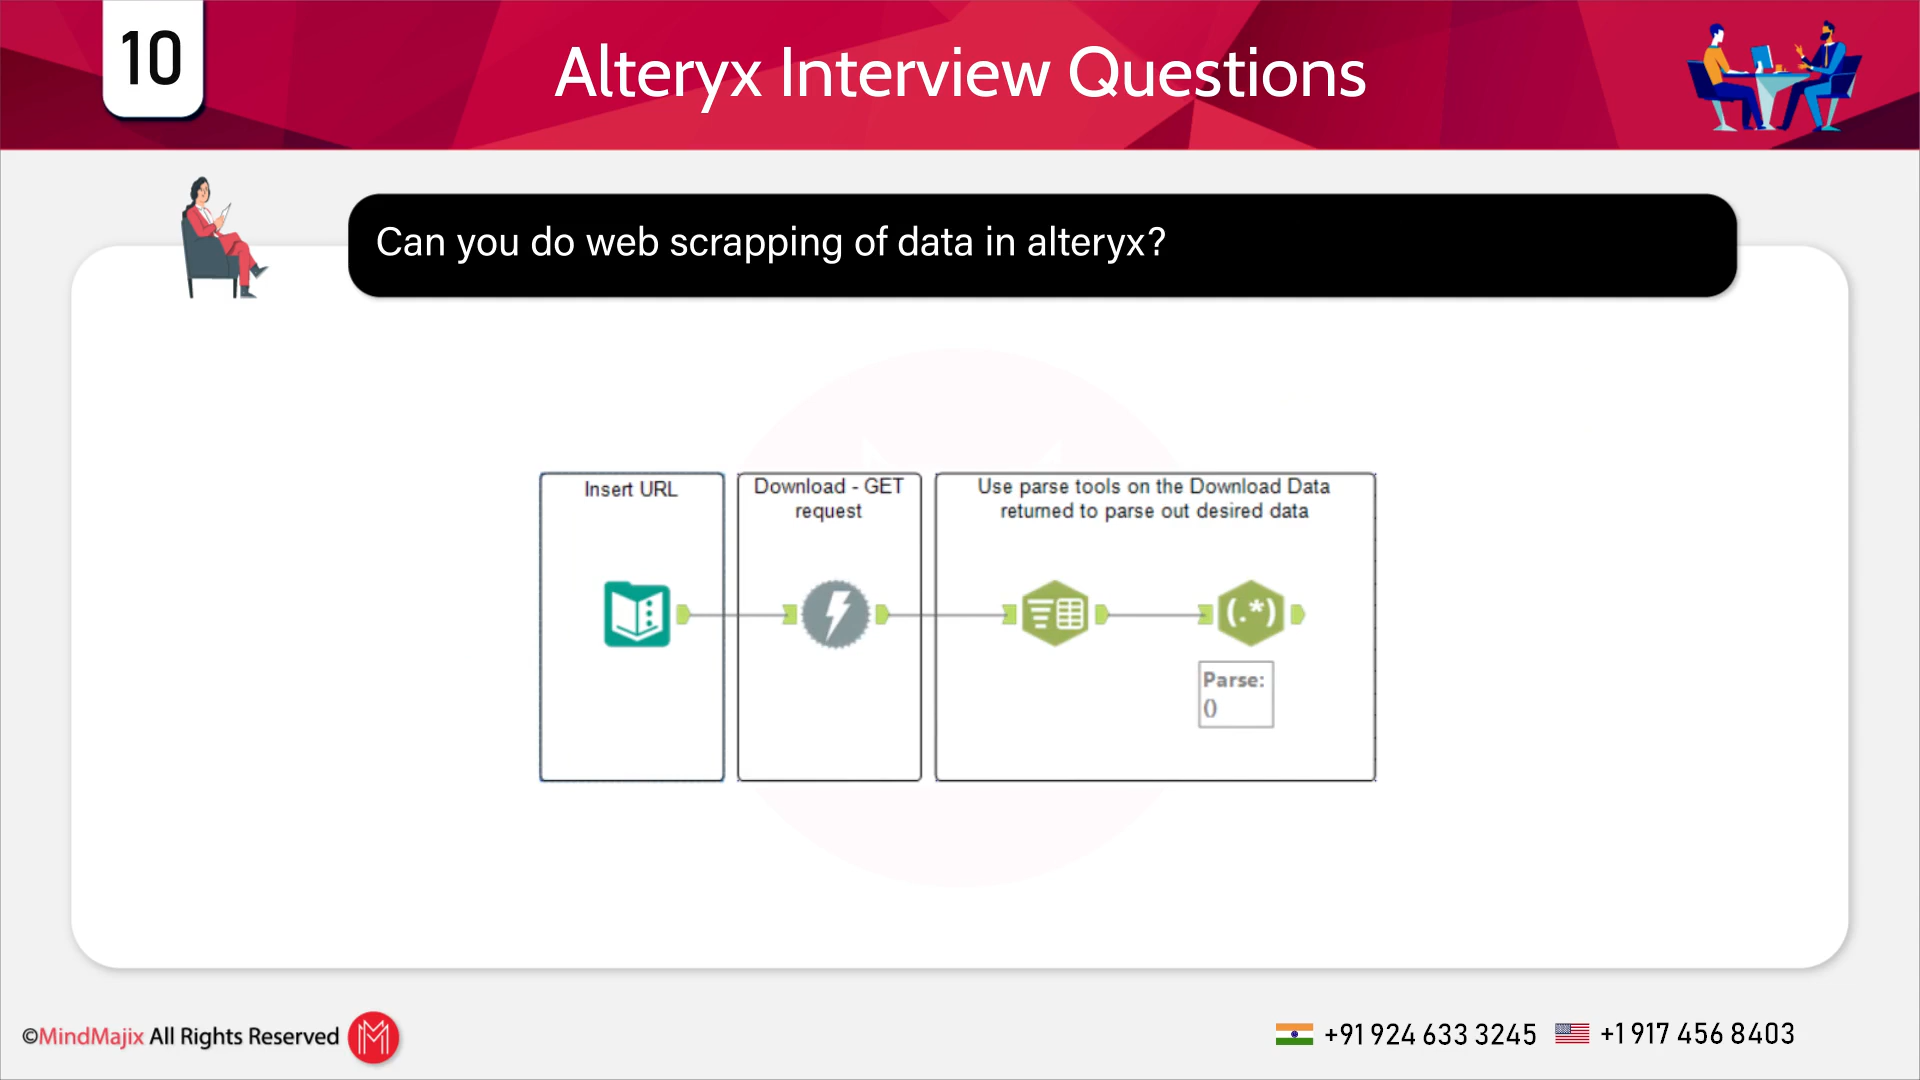 10
Alteryx Interview Questions
Can you do web scrapping of data in alteryx?
Insert URL
Download - GET
request
Use parse tools on the Download Data
returned to parse out desired data
(.*)
Parse:
()
©MindMajix All Rights Reserved
+91 924 633 3245
+1 917 456 8403